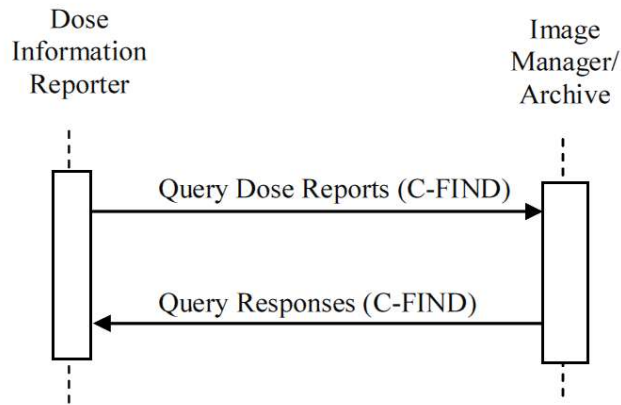 Dose
Information
Reporter
Image
Manager/
Archive
Query Dose Reports (C-FIND)
Query Responses (C-FIND)